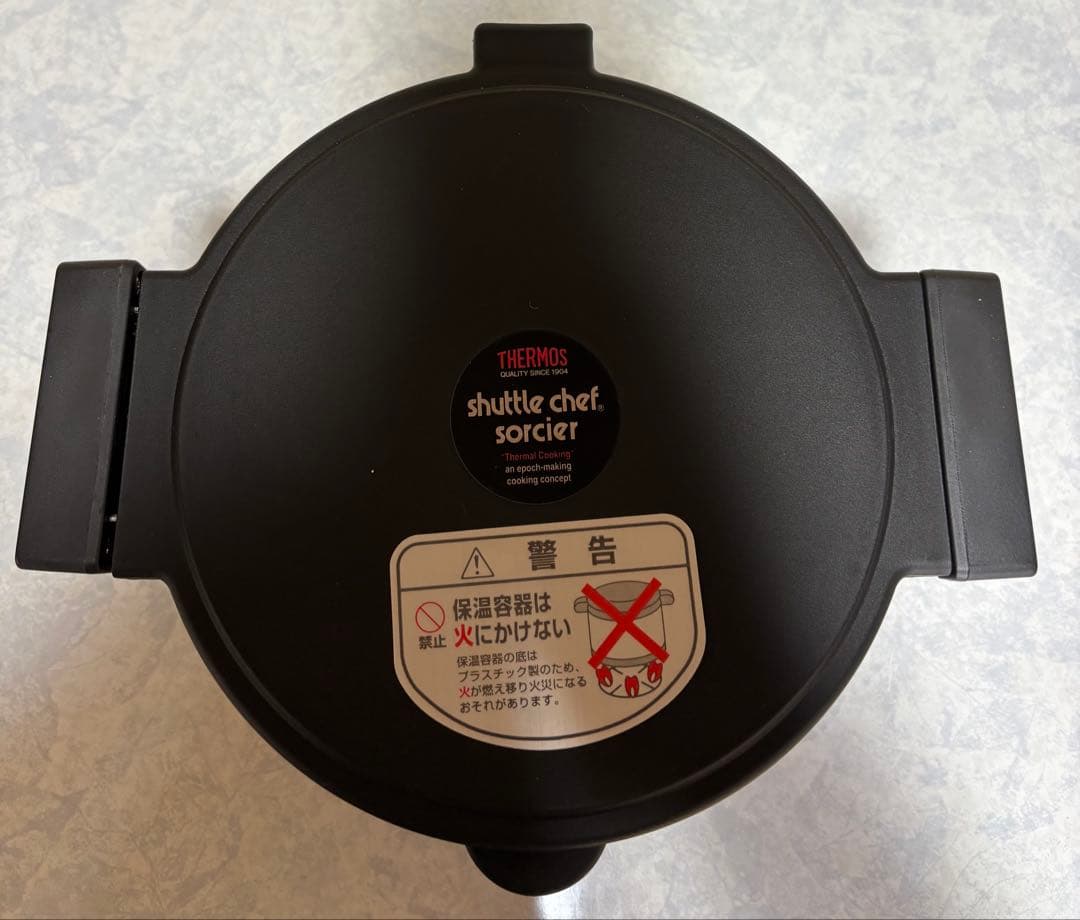 THERMOS
QUALITY SINCE 1904
shuttle chef®
sorcier
"Thermal Cooking"
an epoch-making
cooking concept
警告
禁止
保温容器は
火にかけない
保温容器の底は
プラスチック製のため、
火が燃え移り火災になる
おそれがあります。